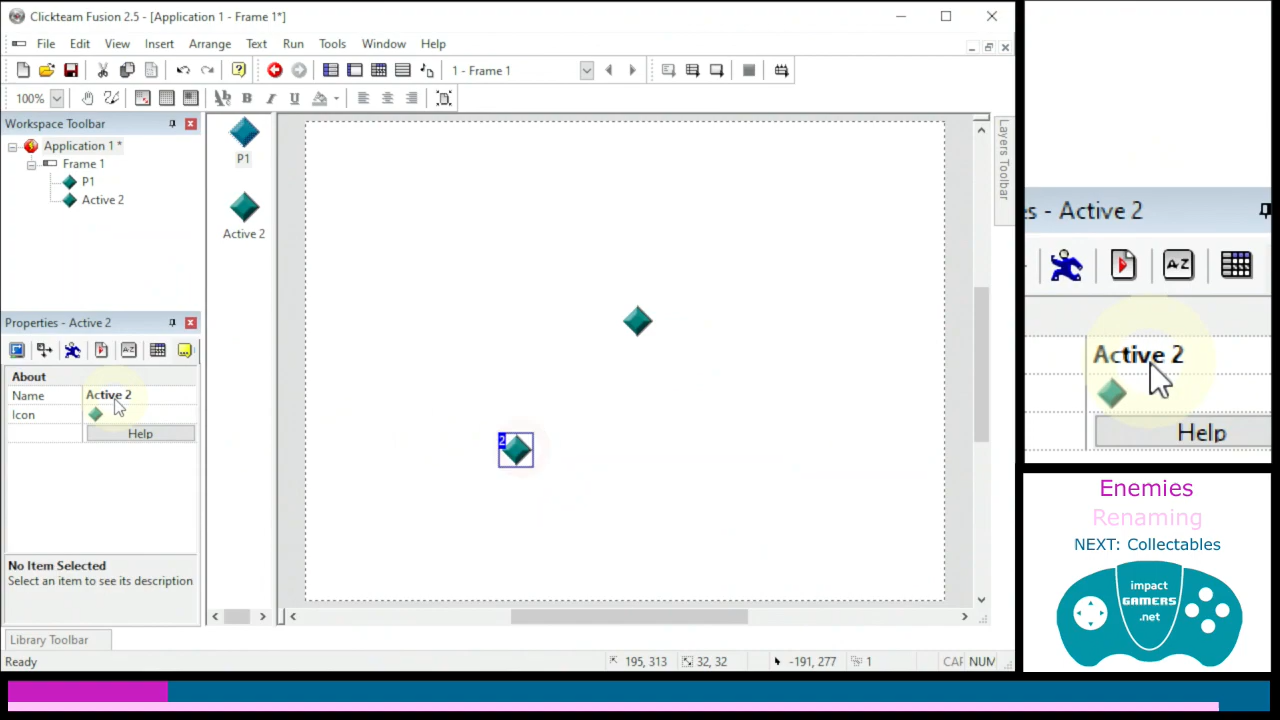 Clickteam Fusion 2.5 - [Application 1 - Frame 1*]
File Edit View Insert Arrange Text Run Tools Window Help
1 - Frame 1
100%
Workspace Toolbar
Application 1 *
Frame 1
P1
Active 2
Properties - Active 2
About
Name Active 2
Icon
Help
No Item Selected
Select an item to see its description
Library Toolbar
P1
Active 2
2
Layers Toolbar
Ready
195, 313
32, 32
-191, 277
1
CAP NUM
es - Active 2
Active 2
Help
Enemies
Renaming
NEXT: Collectables
impact
GAMERS
.net